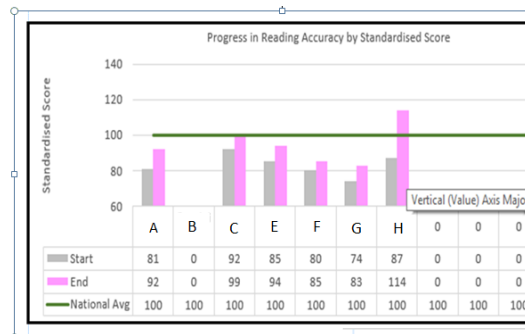 Progress in Reading Accuracy by Standardised Score
Standardised Score
140
120
100
80
60
Vertical (Value) Axis Majo
A B C E F G H 0 0 0
Start 81 0 92 85 80 74 87 0 0 0
End 92 0 99 94 85 83 114 0 0 0
National Avg 100 100 100 100 100 100 100 100 100 100